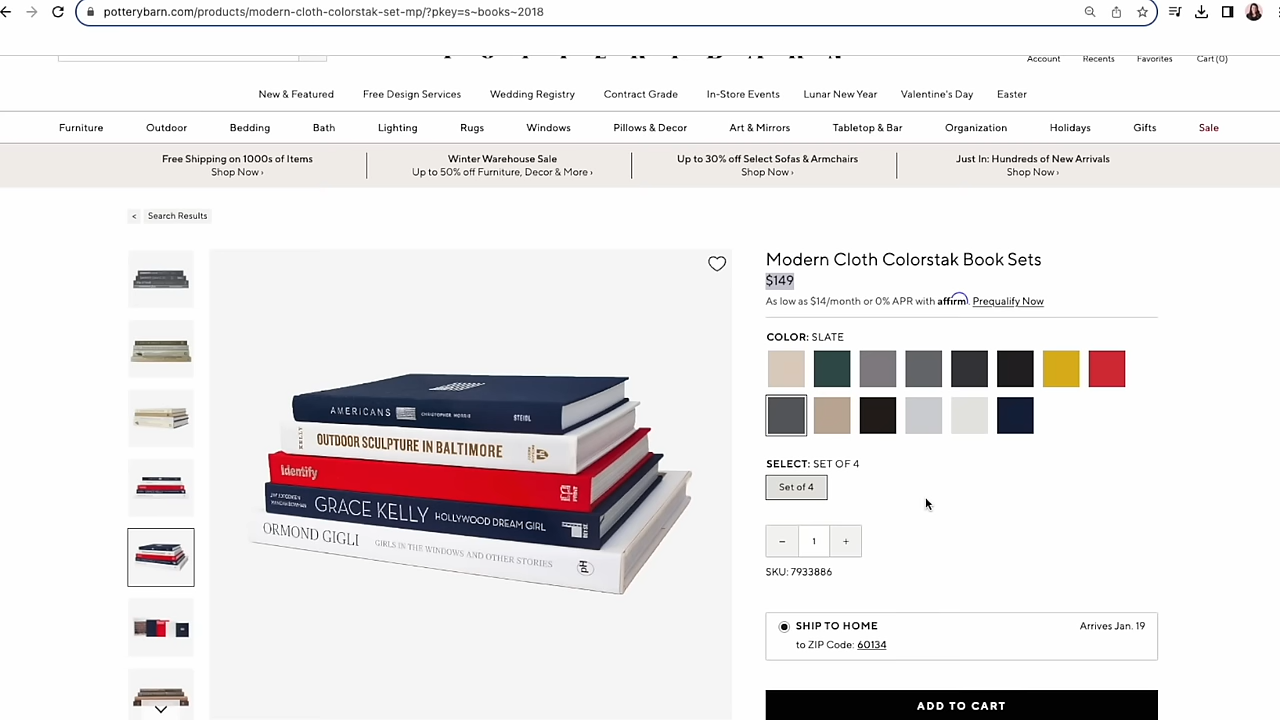 potterybarn.com/products/modern-cloth-colorstak-set-mp/?pkey=s~books~2018
Account Recents Favorites Cart (0)
New & Featured Free Design Services Wedding Registry Contract Grade In-Store Events Lunar New Year Valentine's Day Easter
Furniture Outdoor Bedding Bath Lighting Rugs Windows Pillows & Decor Art & Mirrors Tabletop & Bar Organization Holidays Gifts Sale
Free Shipping on 1000s of Items Winter Warehouse Sale Up to 30% off Select Sofas & Armchairs Just In: Hundreds of New Arrivals
Shop Now › Up to 50% off Furniture, Decor & More › Shop Now › Shop Now ›
< Search Results
Modern Cloth Colorstak Book Sets
$149
As low as $14/month or 0% APR with affirm. Prequalify Now
COLOR: SLATE
SELECT: SET OF 4
Set of 4
− 1 +
SKU: 7933886
SHIP TO HOME Arrives Jan. 19
to ZIP Code: 60134
ADD TO CART
AMERICANS CHRISTOPHER MORRIS STEIDL
KELLY OUTDOOR SCULPTURE IN BALTIMORE
Identify PRINT
GRACE KELLY HOLLYWOOD DREAM GIRL
ORMOND GIGLI GIRLS IN THE WINDOWS AND OTHER STORIES